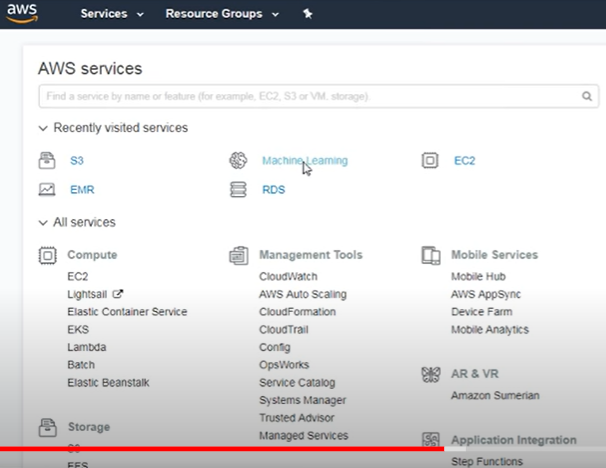 aws Services Resource Groups
AWS services
Find a service by name or feature (for example, EC2, S3 or VM, storage).
Recently visited services
S3 Machine Learning EC2
EMR RDS
All services
Compute
EC2
Lightsail
Elastic Container Service
EKS
Lambda
Batch
Elastic Beanstalk
Storage
S3
EFS
Management Tools
CloudWatch
AWS Auto Scaling
CloudFormation
CloudTrail
Config
OpsWorks
Service Catalog
Systems Manager
Trusted Advisor
Managed Services
Mobile Services
Mobile Hub
AWS AppSync
Device Farm
Mobile Analytics
AR & VR
Amazon Sumerian
Application Integration
Step Functions